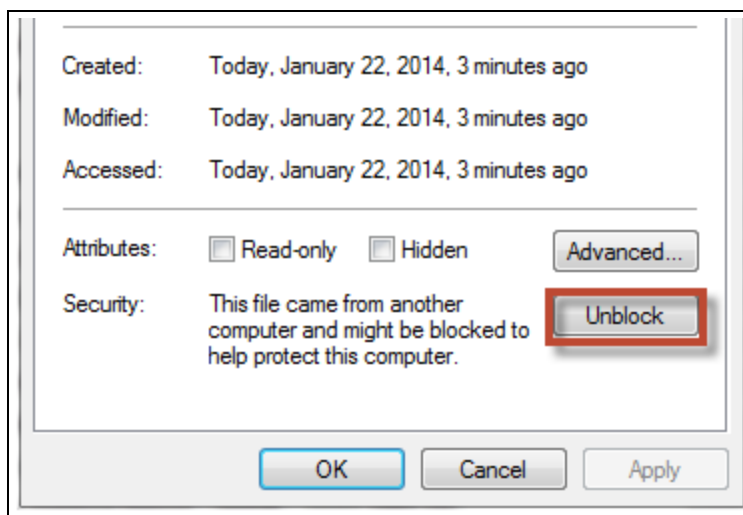 Created: Today, January 22, 2014, 3 minutes ago
Modified: Today, January 22, 2014, 3 minutes ago
Accessed: Today, January 22, 2014, 3 minutes ago
Attributes: Read-only Hidden Advanced...
Security: This file came from another
computer and might be blocked to
help protect this computer.
Unblock
OK Cancel Apply